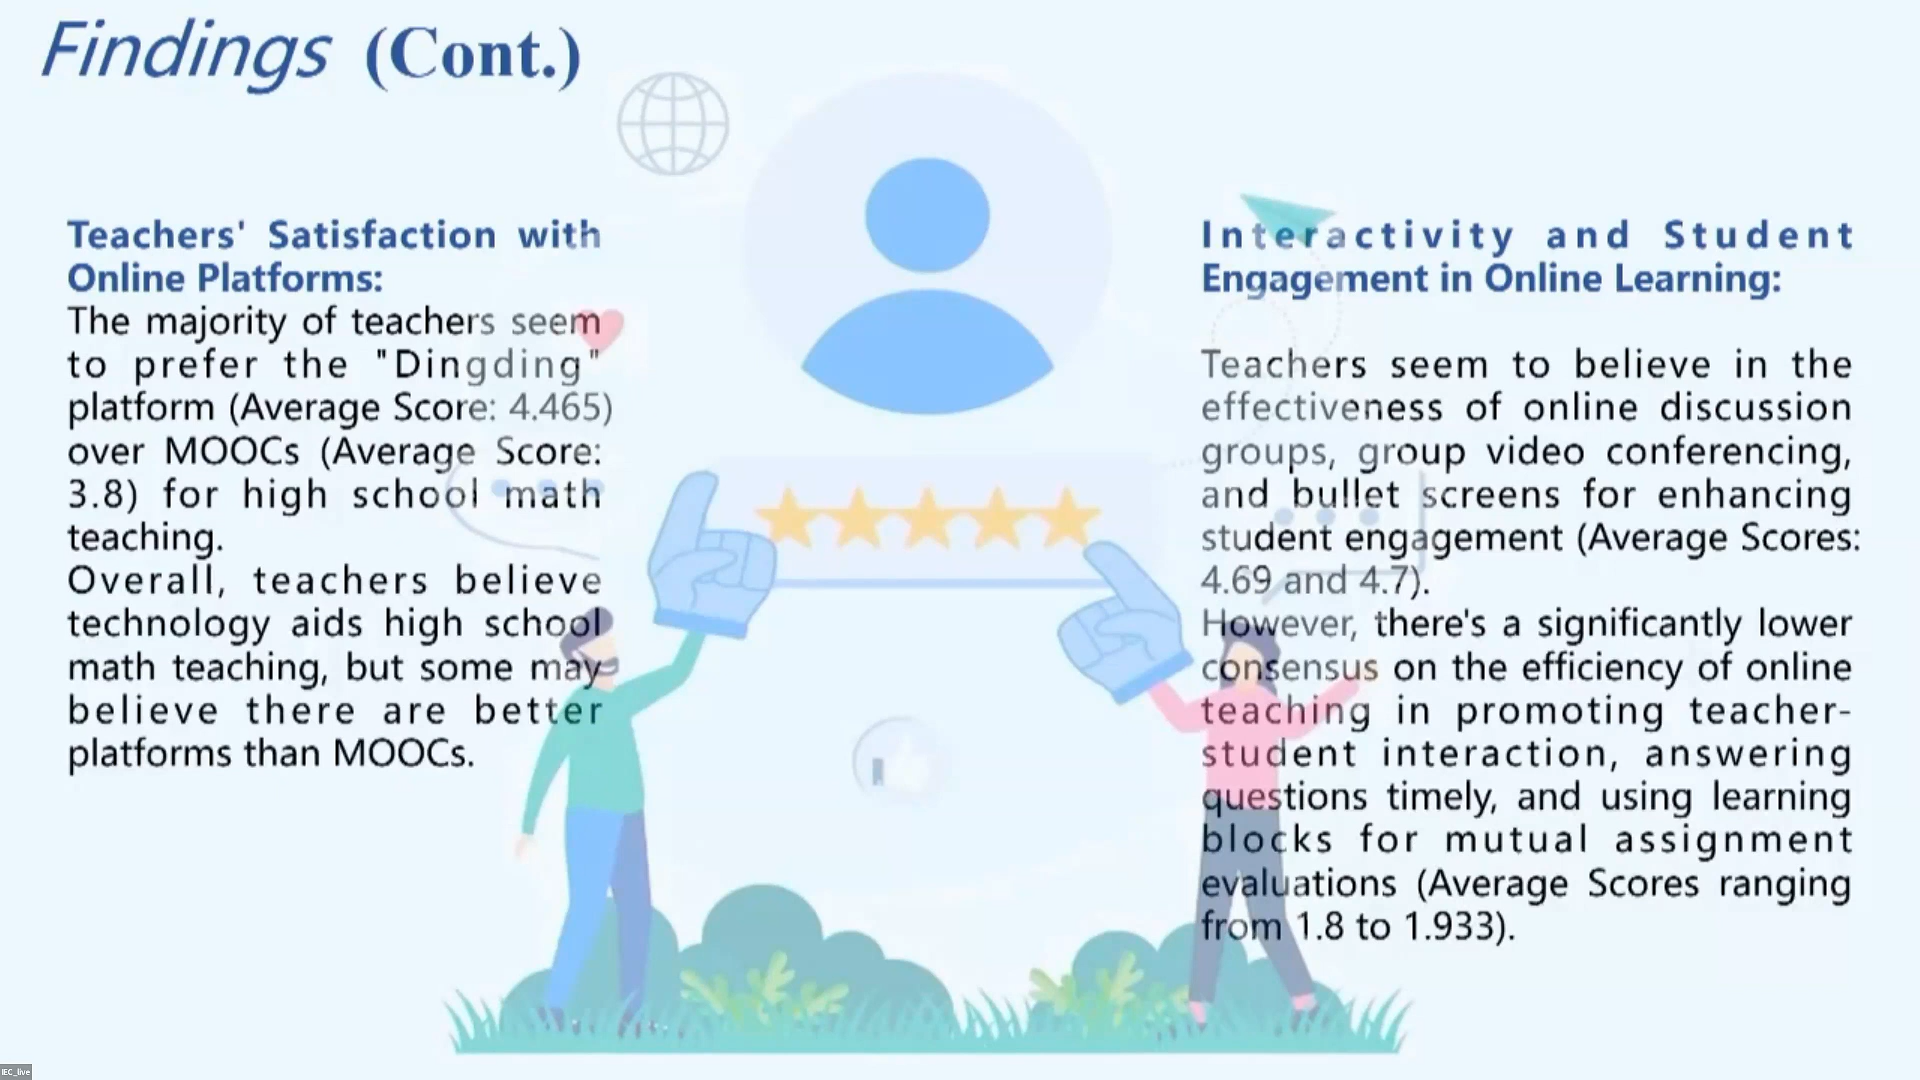 Findings (Cont.)
Teachers' Satisfaction with
Online Platforms:
The majority of teachers seem
to prefer the "Dingding"
platform (Average Score: 4.465)
over MOOCs (Average Score:
3.8) for high school math
teaching.
Overall, teachers believe
technology aids high school
math teaching, but some may
believe there are better
platforms than MOOCs.
Interactivity and Student
Engagement in Online Learning:
Teachers seem to believe in the
effectiveness of online discussion
groups, group video conferencing,
and bullet screens for enhancing
student engagement (Average Scores:
4.69 and 4.7).
However, there's a significantly lower
consensus on the efficiency of online
teaching in promoting teacher-
student interaction, answering
questions timely, and using learning
blocks for mutual assignment
evaluations (Average Scores ranging
from 1.8 to 1.933).
IEC_live